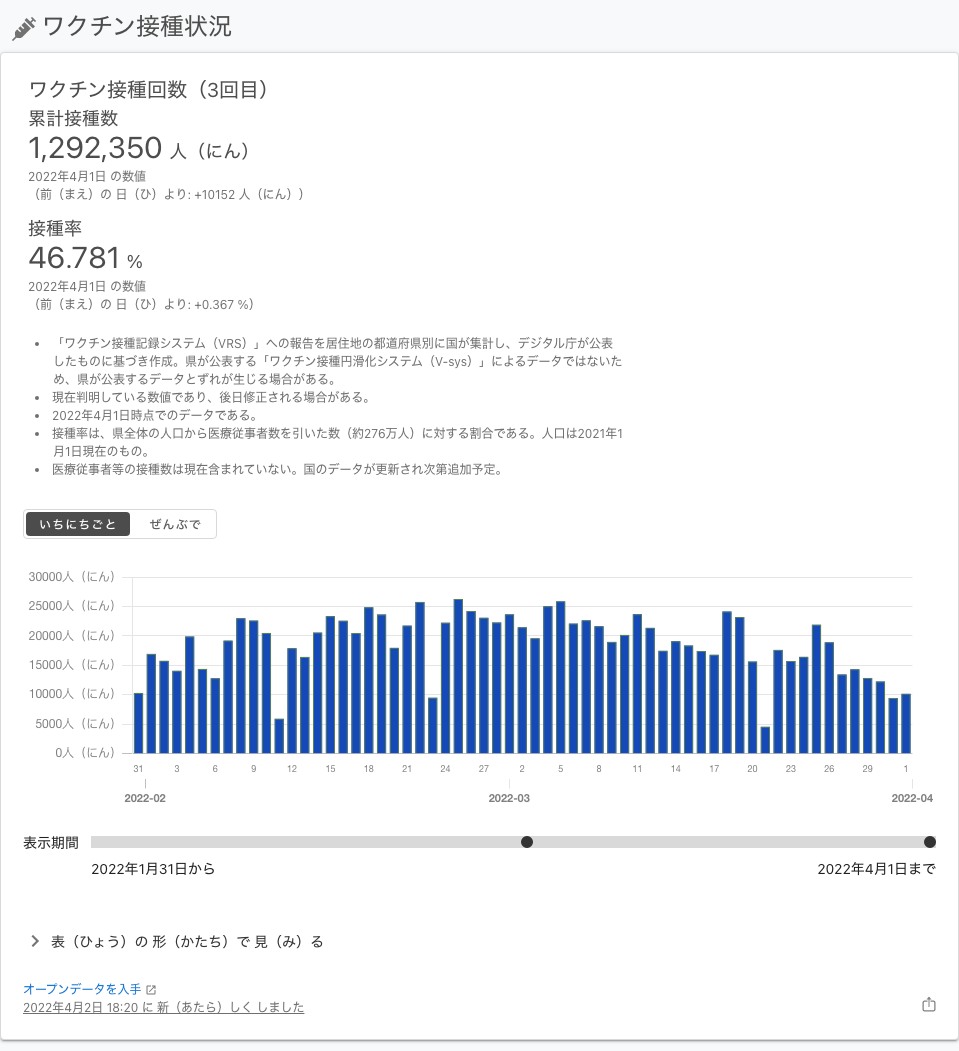 ワクチン接種状況
ワクチン接種回数（3回目）
累計接種数
1,292,350 人（にん）
2022年4月1日 の数値
（前（まえ）の 日（ひ）より: +10152 人（にん））
接種率
46.781 %
2022年4月1日 の数値
（前（まえ）の 日（ひ）より: +0.367 %）
• 「ワクチン接種記録システム（VRS）」への報告を居住地の都道府県別に国が集計し、デジタル庁が公表
したものに基づき作成。県が公表する「ワクチン接種円滑化システム（V-sys）」によるデータではないた
め、県が公表するデータとずれが生じる場合がある。
• 現在判明している数値であり、後日修正される場合がある。
• 2022年4月1日時点でのデータである。
• 接種率は、県全体の人口から医療従事者数を引いた数（約276万人）に対する割合である。人口は2021年1
月1日現在のもの。
• 医療従事者等の接種数は現在含まれていない。国のデータが更新され次第追加予定。
いちにちごと ぜんぶで
30000人（にん）
25000人（にん）
20000人（にん）
15000人（にん）
10000人（にん）
5000人（にん）
0人（にん）
31 3 6 9 12 15 18 21 24 27 2 5 8 11 14 17 20 23 26 29 1
2022-02 2022-03 2022-04
表示期間
2022年1月31日から 2022年4月1日まで
表（ひょう）の 形（かたち）で 見（み）る
オープンデータを入手
2022年4月2日 18:20 に 新（あたら）しく しました